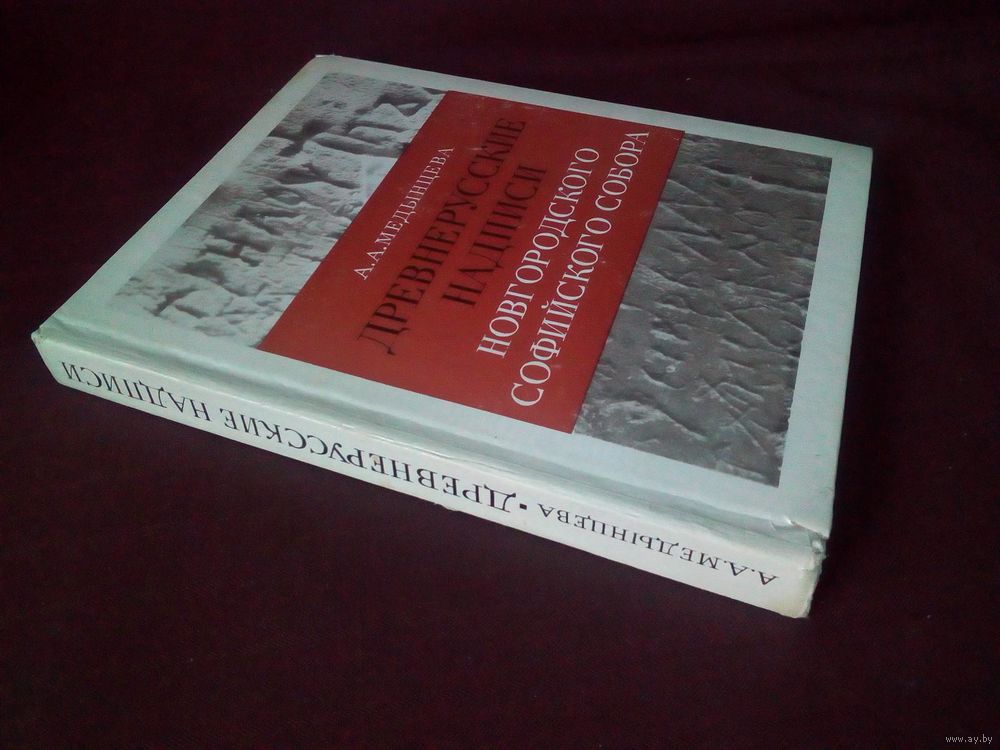 А.А.МЕДЫНЦЕВА
ДРЕВНЕРУССКИЕ
НАДПИСИ
НОВГОРОДСКОГО
СОФИЙСКОГО СОБОРА
А.А.МЕДЫНЦЕВА ▪ ДРЕВНЕРУССКИЕ НАДПИСИ
www.ay.by